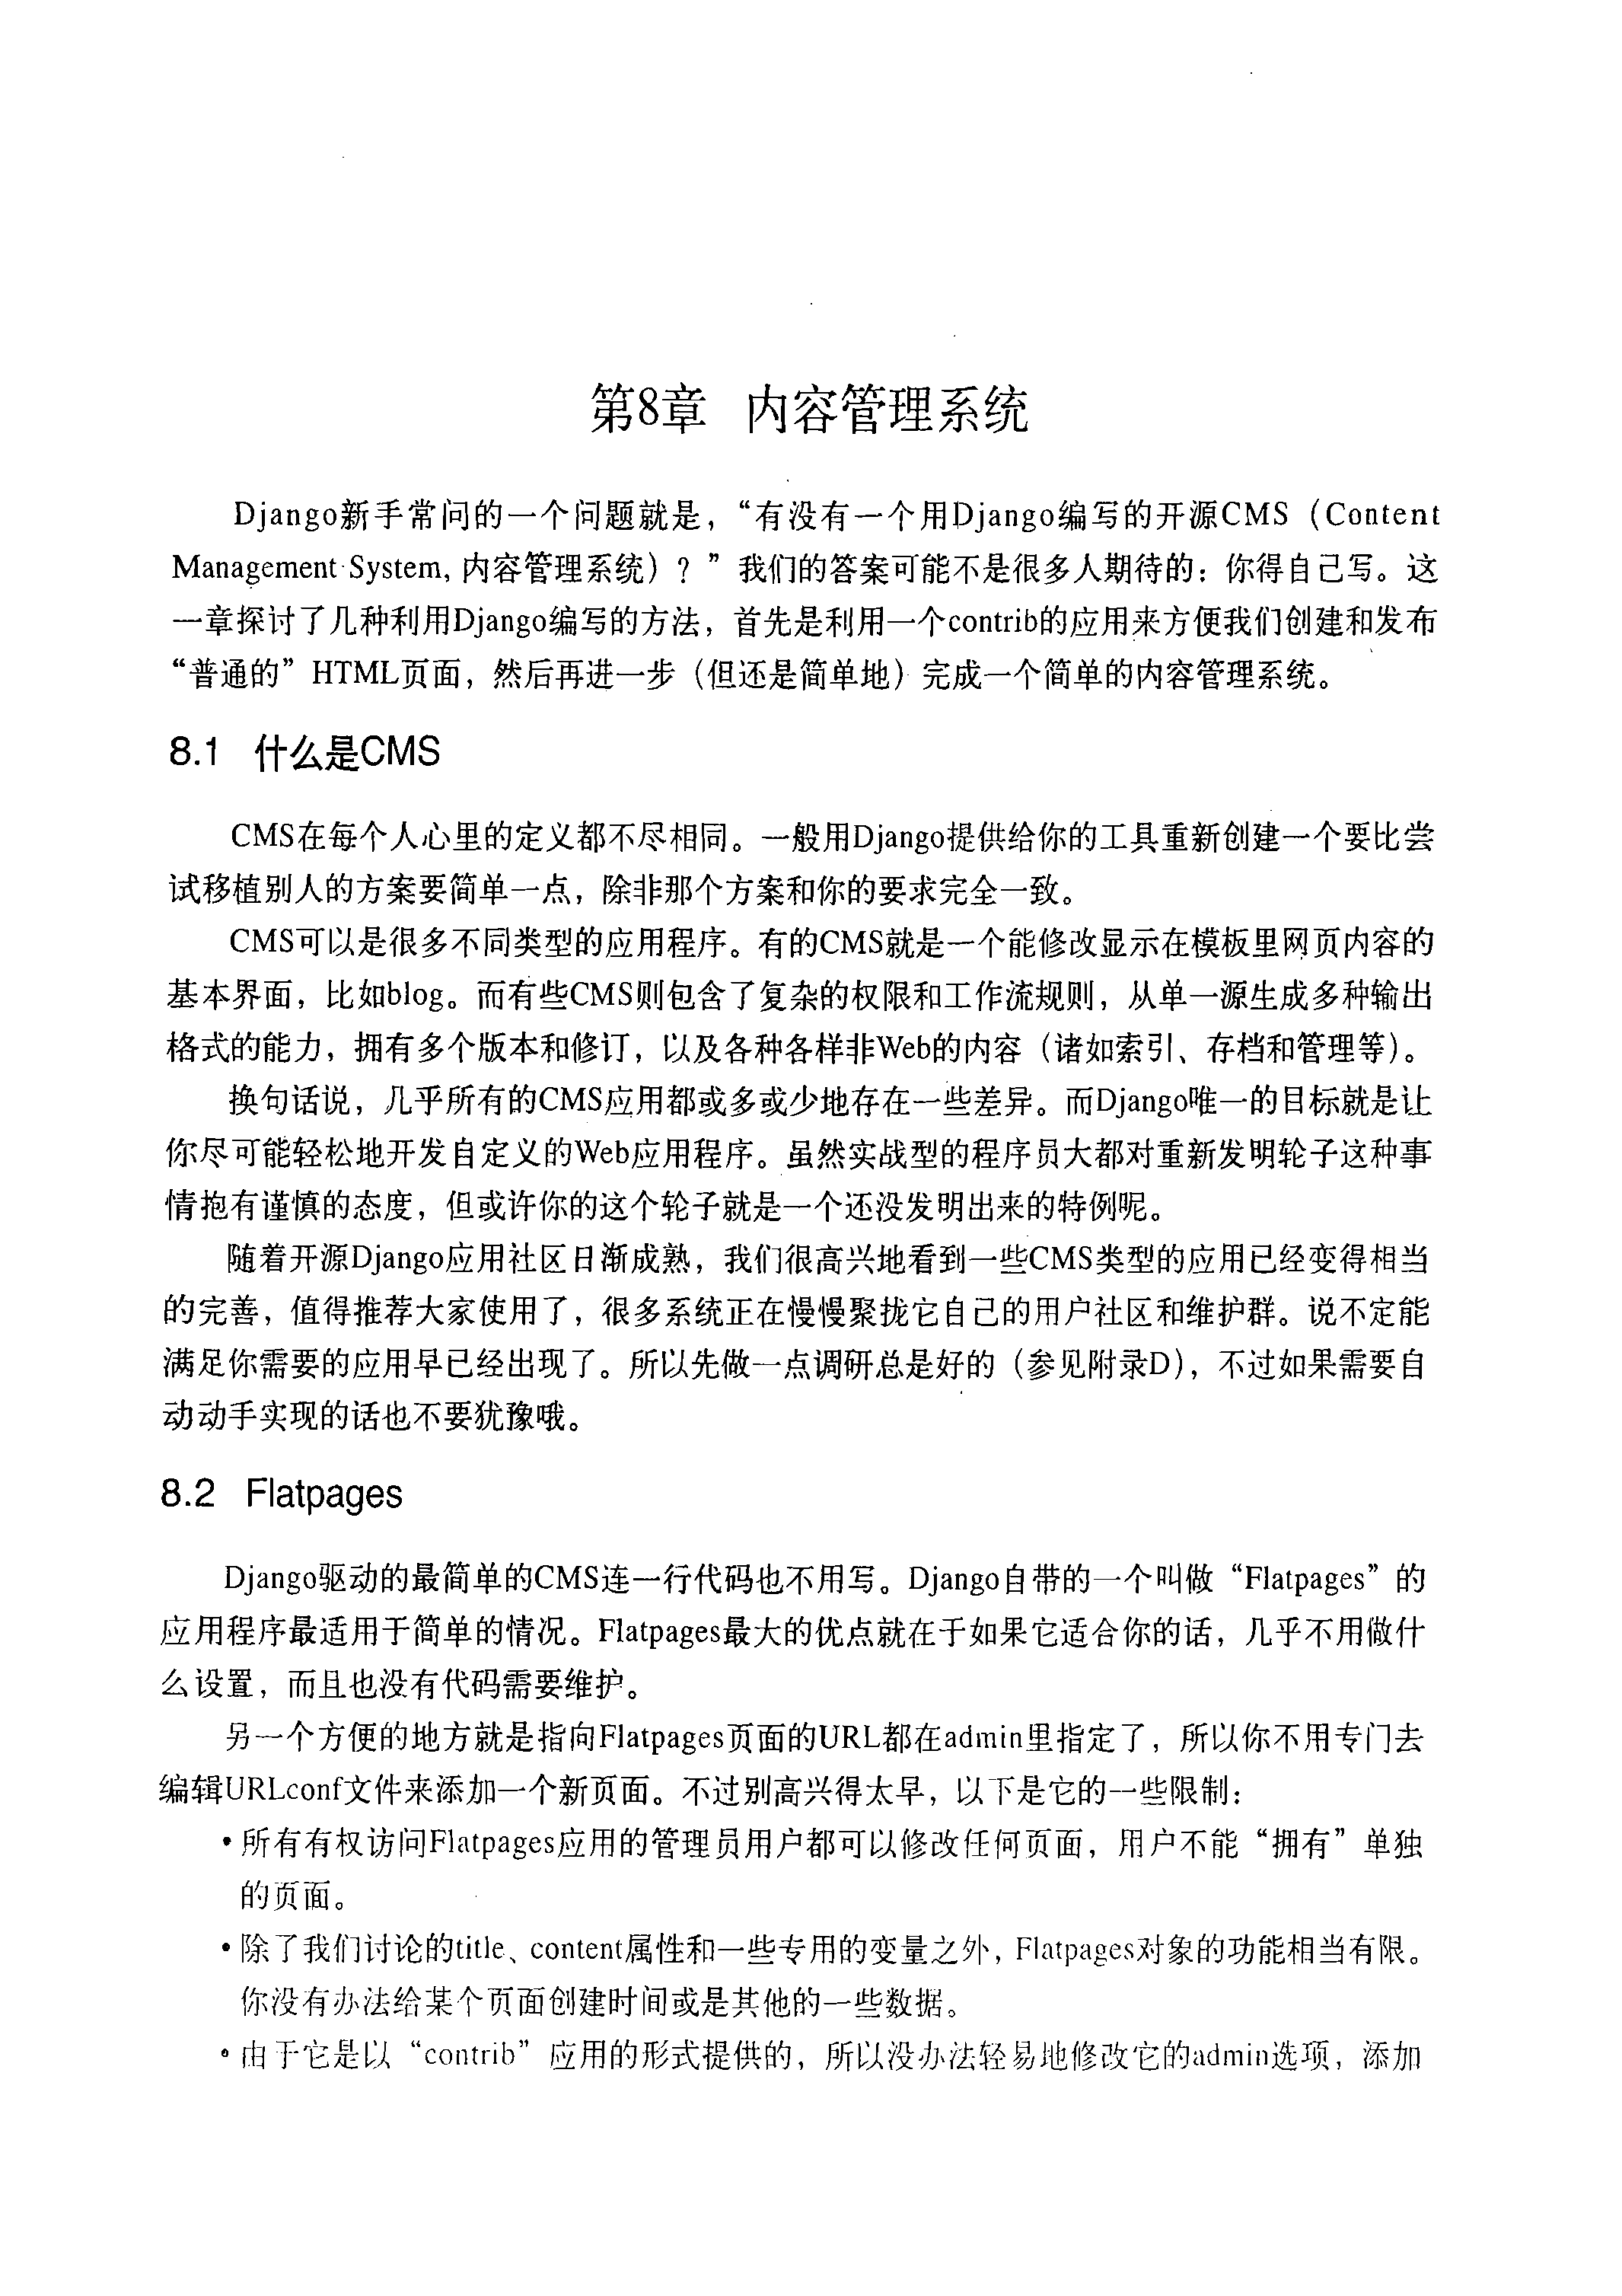 第8章 内容管理系统
Django新手常问的一个问题就是，“有没有一个用Django编写的开源CMS（Content
Management System, 内容管理系统）？”我们的答案可能不是很多人期待的：你得自己写。这
一章探讨了几种利用Django编写的方法，首先是利用一个contrib的应用来方便我们创建和发布
“普通的”HTML页面，然后再进一步（但还是简单地）完成一个简单的内容管理系统。
8.1 什么是CMS
CMS在每个人心里的定义都不尽相同。一般用Django提供给你的工具重新创建一个要比尝
试移植别人的方案要简单一点，除非那个方案和你的要求完全一致。
CMS可以是很多不同类型的应用程序。有的CMS就是一个能修改显示在模板里网页内容的
基本界面，比如blog。而有些CMS则包含了复杂的权限和工作流规则，从单一源生成多种输出
格式的能力，拥有多个版本和修订，以及各种各样非Web的内容（诸如索引、存档和管理等）。
换句话说，几乎所有的CMS应用都或多或少地存在一些差异。而Django唯一的目标就是让
你尽可能轻松地开发自定义的Web应用程序。虽然实战型的程序员大都对重新发明轮子这种事
情抱有谨慎的态度，但或许你的这个轮子就是一个还没发明出来的特例呢。
随着开源Django应用社区日渐成熟，我们很高兴地看到一些CMS类型的应用已经变得相当
的完善，值得推荐大家使用了，很多系统正在慢慢聚拢它自己的用户社区和维护群。说不定能
满足你需要的应用早已经出现了。所以先做一点调研总是好的（参见附录D），不过如果需要自
动动手实现的话也不要犹豫哦。
8.2 Flatpages
Django驱动的最简单的CMS连一行代码也不用写。Django自带的一个叫做“Flatpages”的
应用程序最适用于简单的情况。Flatpages最大的优点就在于如果它适合你的话，几乎不用做什
么设置，而且也没有代码需要维护。
另一个方便的地方就是指向Flatpages页面的URL都在admin里指定了，所以你不用专门去
编辑URLconf文件来添加一个新页面。不过别高兴得太早，以下是它的一些限制：
•所有有权访问Flatpages应用的管理员用户都可以修改任何页面，用户不能“拥有”单独
的页面。
•除了我们讨论的title、content属性和一些专用的变量之外，Flatpages对象的功能相当有限。
你没有办法给某个页面创建时间或是其他的一些数据。
•由于它是以“contrib”应用的形式提供的，所以没办法轻易地修改它的admin选项，添加